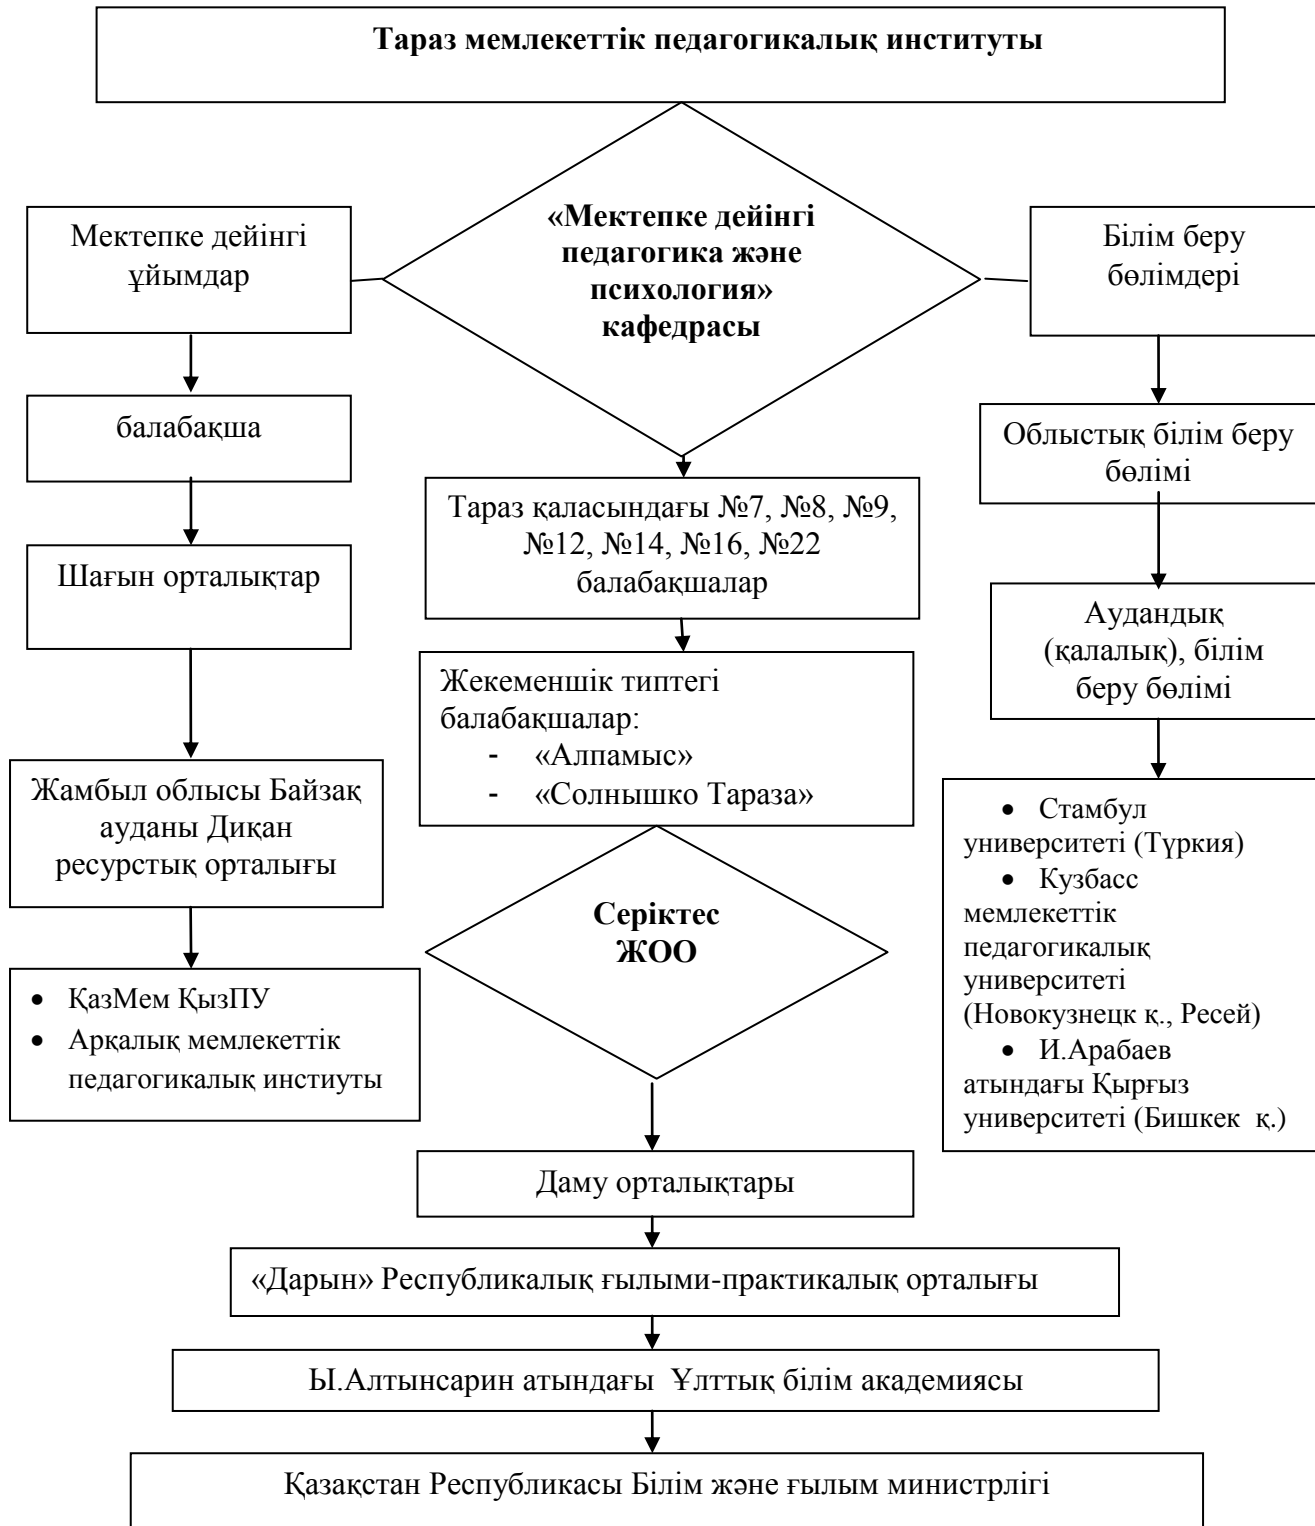 Тараз мемлекеттік педагогикалық институты
«Мектепке дейінгі
педагогика және
психология»
кафедрасы
Мектепке дейінгі
ұйымдар
балабақша
Шағын орталықтар
Жамбыл облысы Байзақ
ауданы Диқан
ресурстық орталығы
• ҚазМем ҚызПУ
• Арқалық мемлекеттік
педагогикалық инстиуты
Тараз қаласындағы №7, №8, №9,
№12, №14, №16, №22
балабақшалар
Жекеменшік типтегі
балабақшалар:
- «Алпамыс»
- «Солнышко Тараза»
Серіктес
ЖОО
Білім беру
бөлімдері
Облыстық білім беру
бөлімі
Аудандық
(қалалық), білім
беру бөлімі
• Стамбул
университеті (Түркия)
• Кузбасс
мемлекеттік
педагогикалық
университеті
(Новокузнецк қ., Ресей)
• И.Арабаев
атындағы Қырғыз
университеті (Бишкек қ.)
Даму орталықтары
«Дарын» Республикалық ғылыми-практикалық орталығы
Ы.Алтынсарин атындағы Ұлттық білім академиясы
Қазақстан Республикасы Білім және ғылым министрлігі